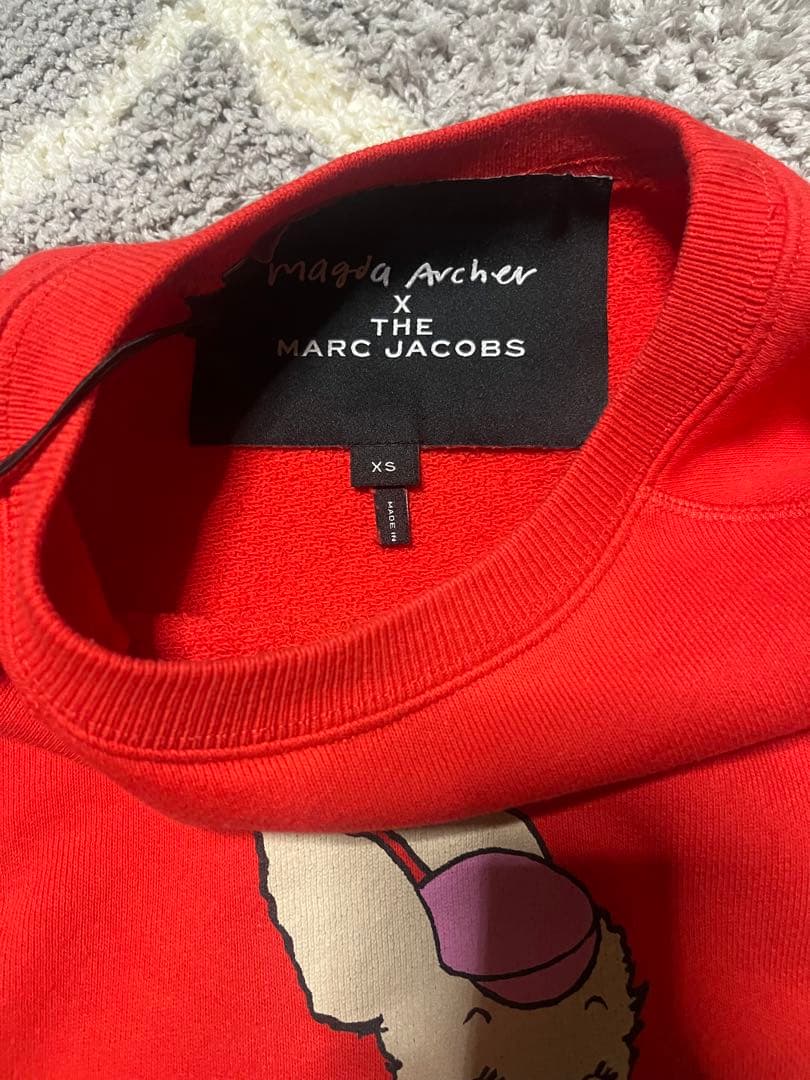 magda Archer
X
THE
MARC JACOBS
XS
MADE IN